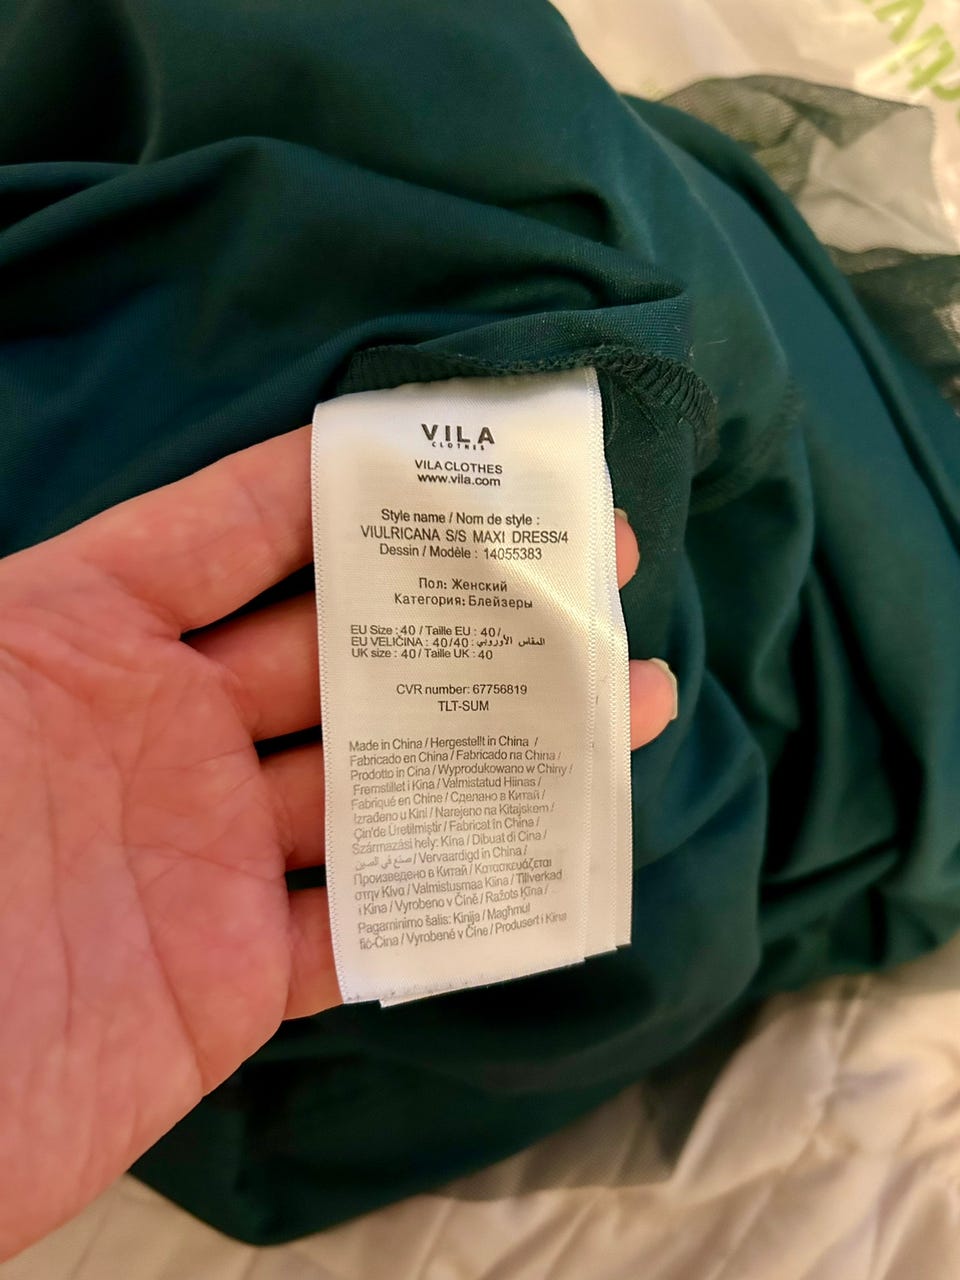 VILA
CLOTHES
VILA CLOTHES
www.vila.com
Style name / Nom de style :
VIULRICANA S/S MAXI DRESS/4
Dessin / Modèle : 14055383
Пол: Женский
Категория: Блейзеры
EU Size : 40 / Taille EU : 40 /
EU VELIČINA : 40/40 : المقاس الأوروبي
UK size : 40 / Taille UK : 40
CVR number: 67756819
TLT-SUM
Made in China / Hergestellt in China /
Fabricado en China / Fabricado na China /
Prodotto in Cina / Wyprodukowano w Chiny /
Fremstillet i Kina / Valmistatud Hiinas /
Fabriqué en Chine / Сделано в Китай /
Izrađeno u Kini / Narejeno na Kitajskem /
Çin'de Üretilmiştir / Fabricat în China /
Származási hely: Kína / Dibuat di Cina /
صنع في الصين / Vervaardigd in China /
Произведено в Китай / Κατασκευάζεται
στην Κίνα / Valmistusmaa Kiina / Tillverkad
i Kina / Vyrobeno v Číně / Ražots Ķīna /
Pagaminimo šalis: Kinija / Magħmul
fiċ-Ċina / Vyrobené v Číne / Produsert i Kina